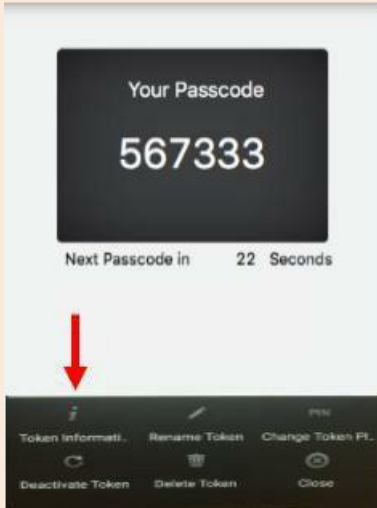 Your Passcode
567333
Next Passcode in 22 Seconds
i PIN
Token Informati.. Rename Token Change Token PI..
Deactivate Token Delete Token Close